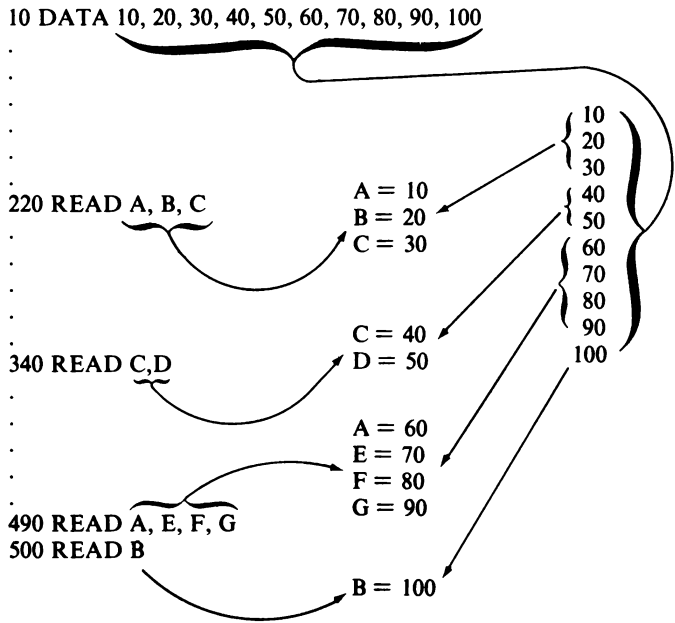 10 DATA 10, 20, 30, 40, 50, 60, 70, 80, 90, 100
220 READ A, B, C
A = 10
B = 20
C = 30
340 READ C,D
C = 40
D = 50
490 READ A, E, F, G
A = 60
E = 70
F = 80
G = 90
500 READ B
B = 100
10
20
30
40
50
60
70
80
90
100